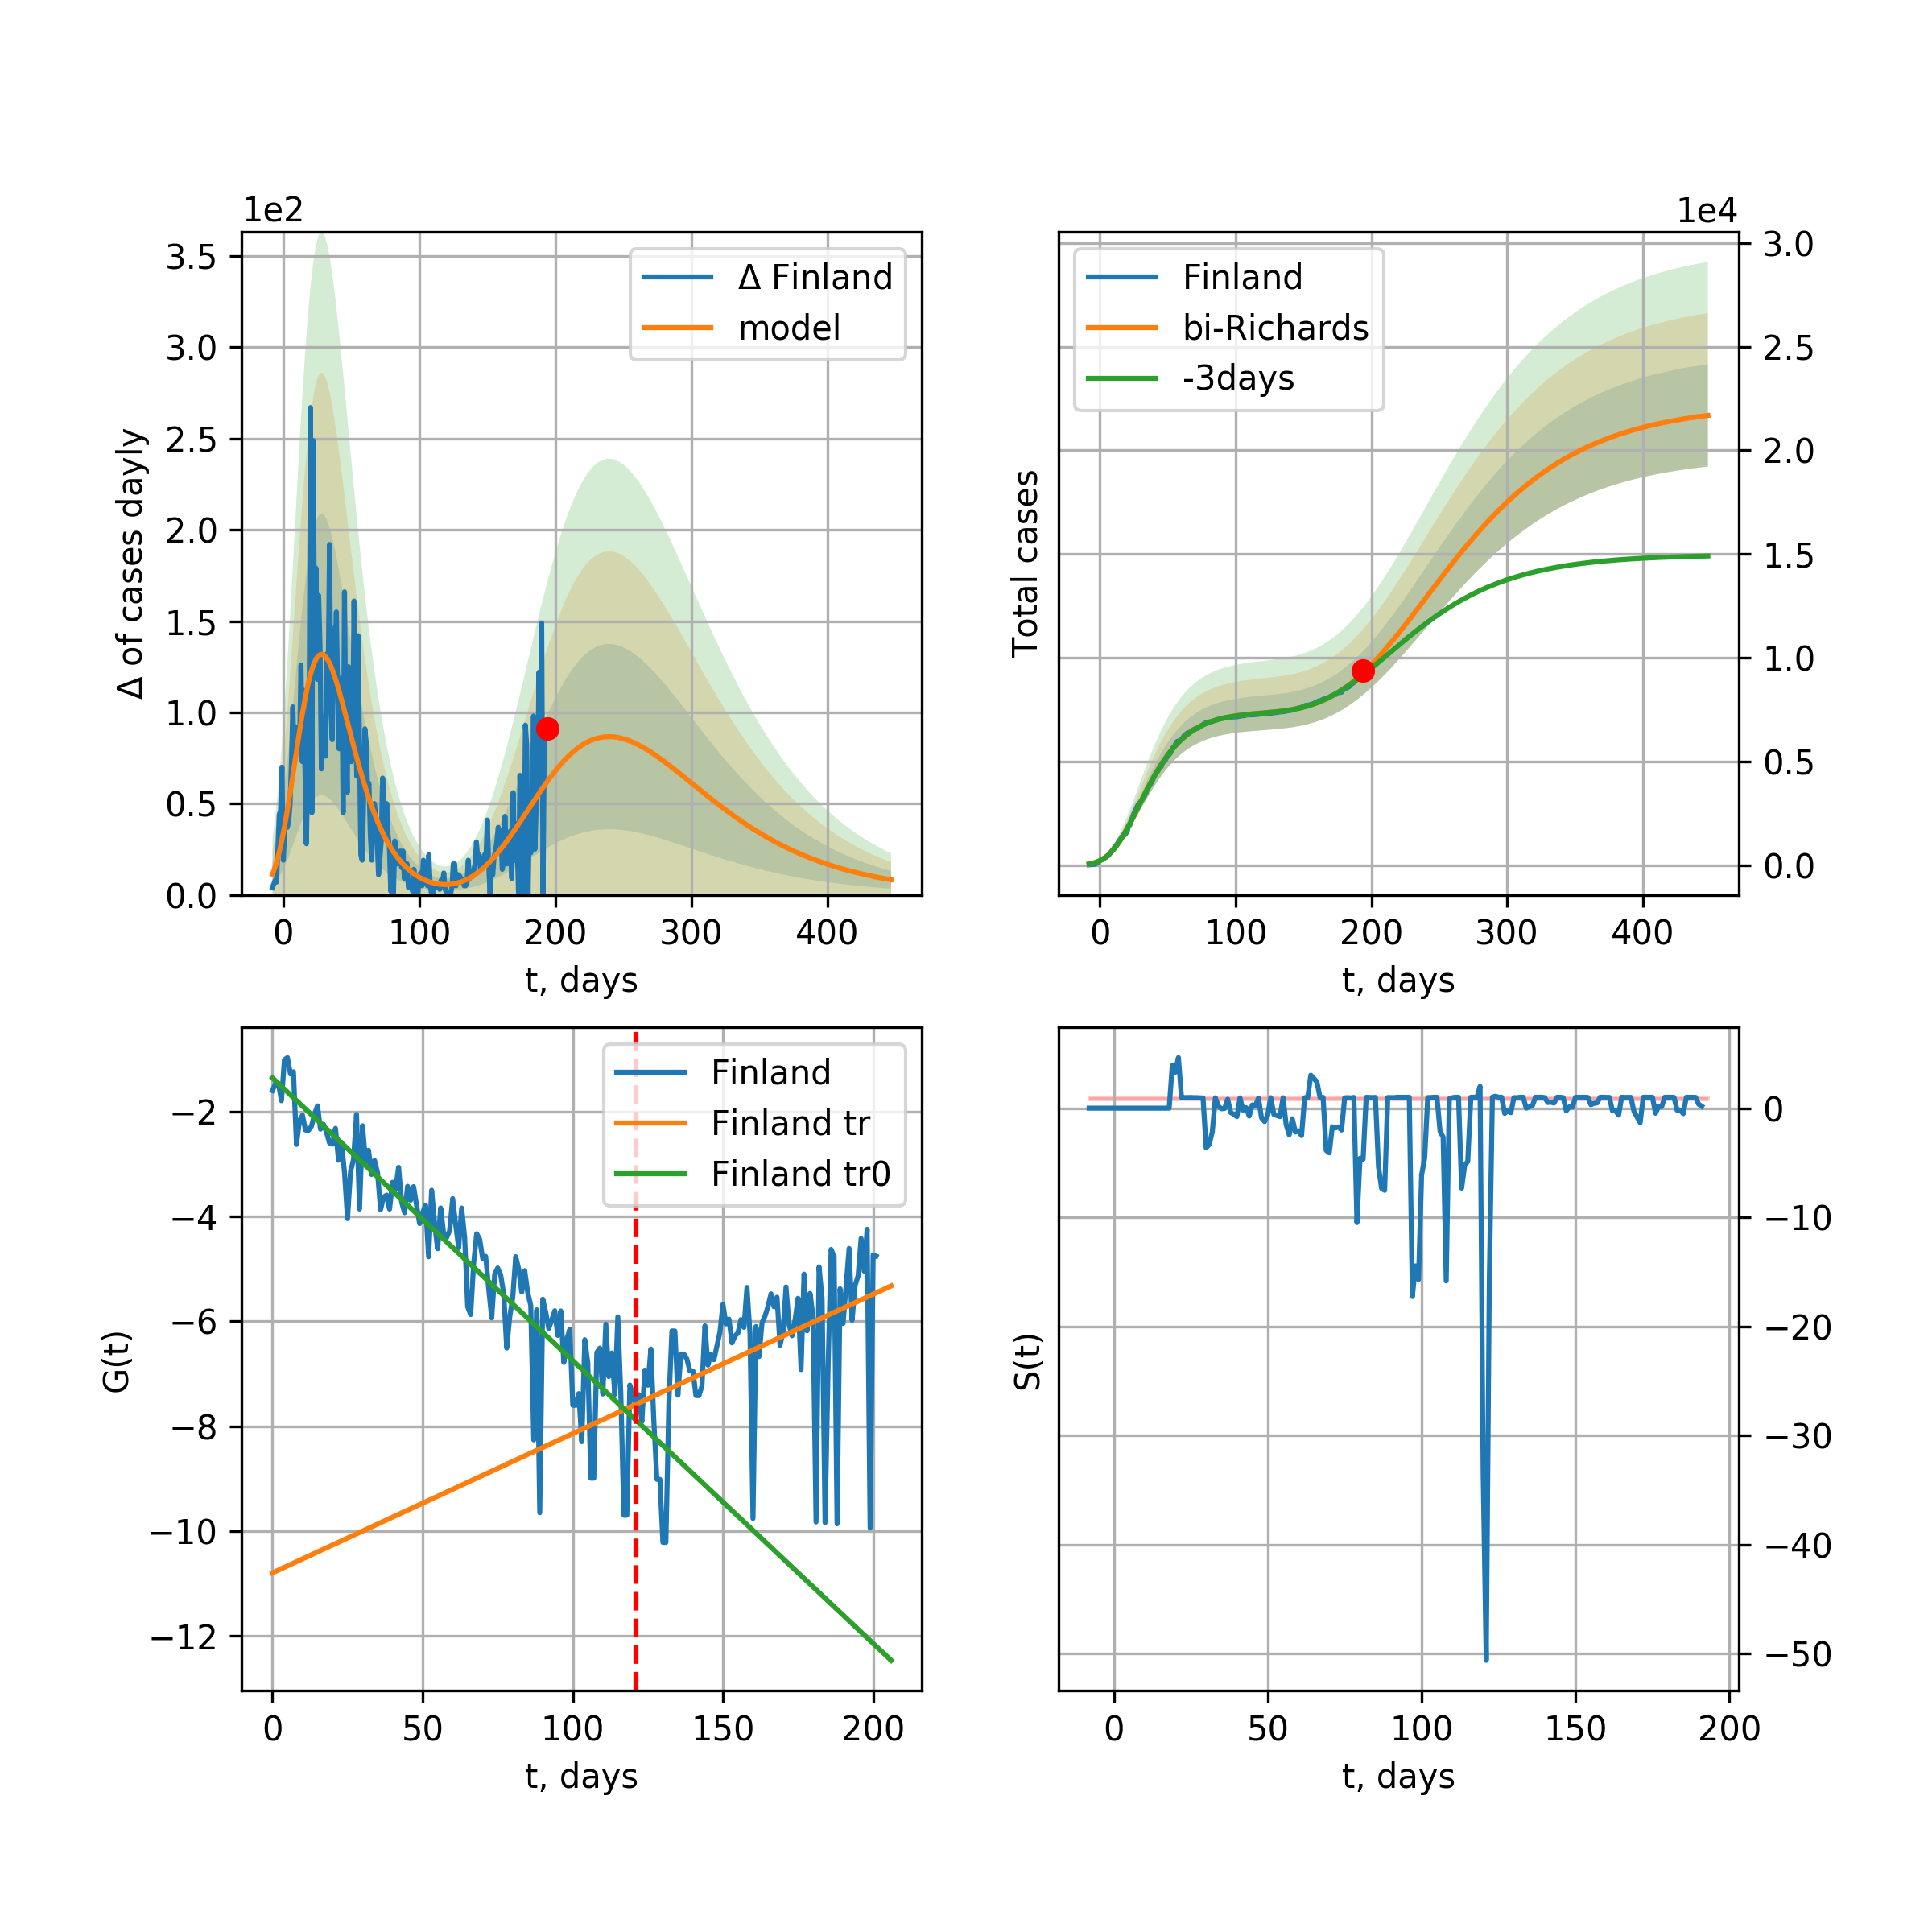 1e2
3.5
3.0
2.5
2.0
1.5
1.0
0.5
0.0
Δ of cases dayly
Δ Finland
model
0 100 200 300 400
t, days
1e4
3.0
2.5
2.0
1.5
1.0
0.5
0.0
Total cases
Finland
bi-Richards
-3days
0 100 200 300 400
t, days
−2
−4
−6
−8
−10
−12
G(t)
Finland
Finland tr
Finland tr0
0 50 100 150 200
t, days
0
−10
−20
−30
−40
−50
S(t)
0 50 100 150 200
t, days